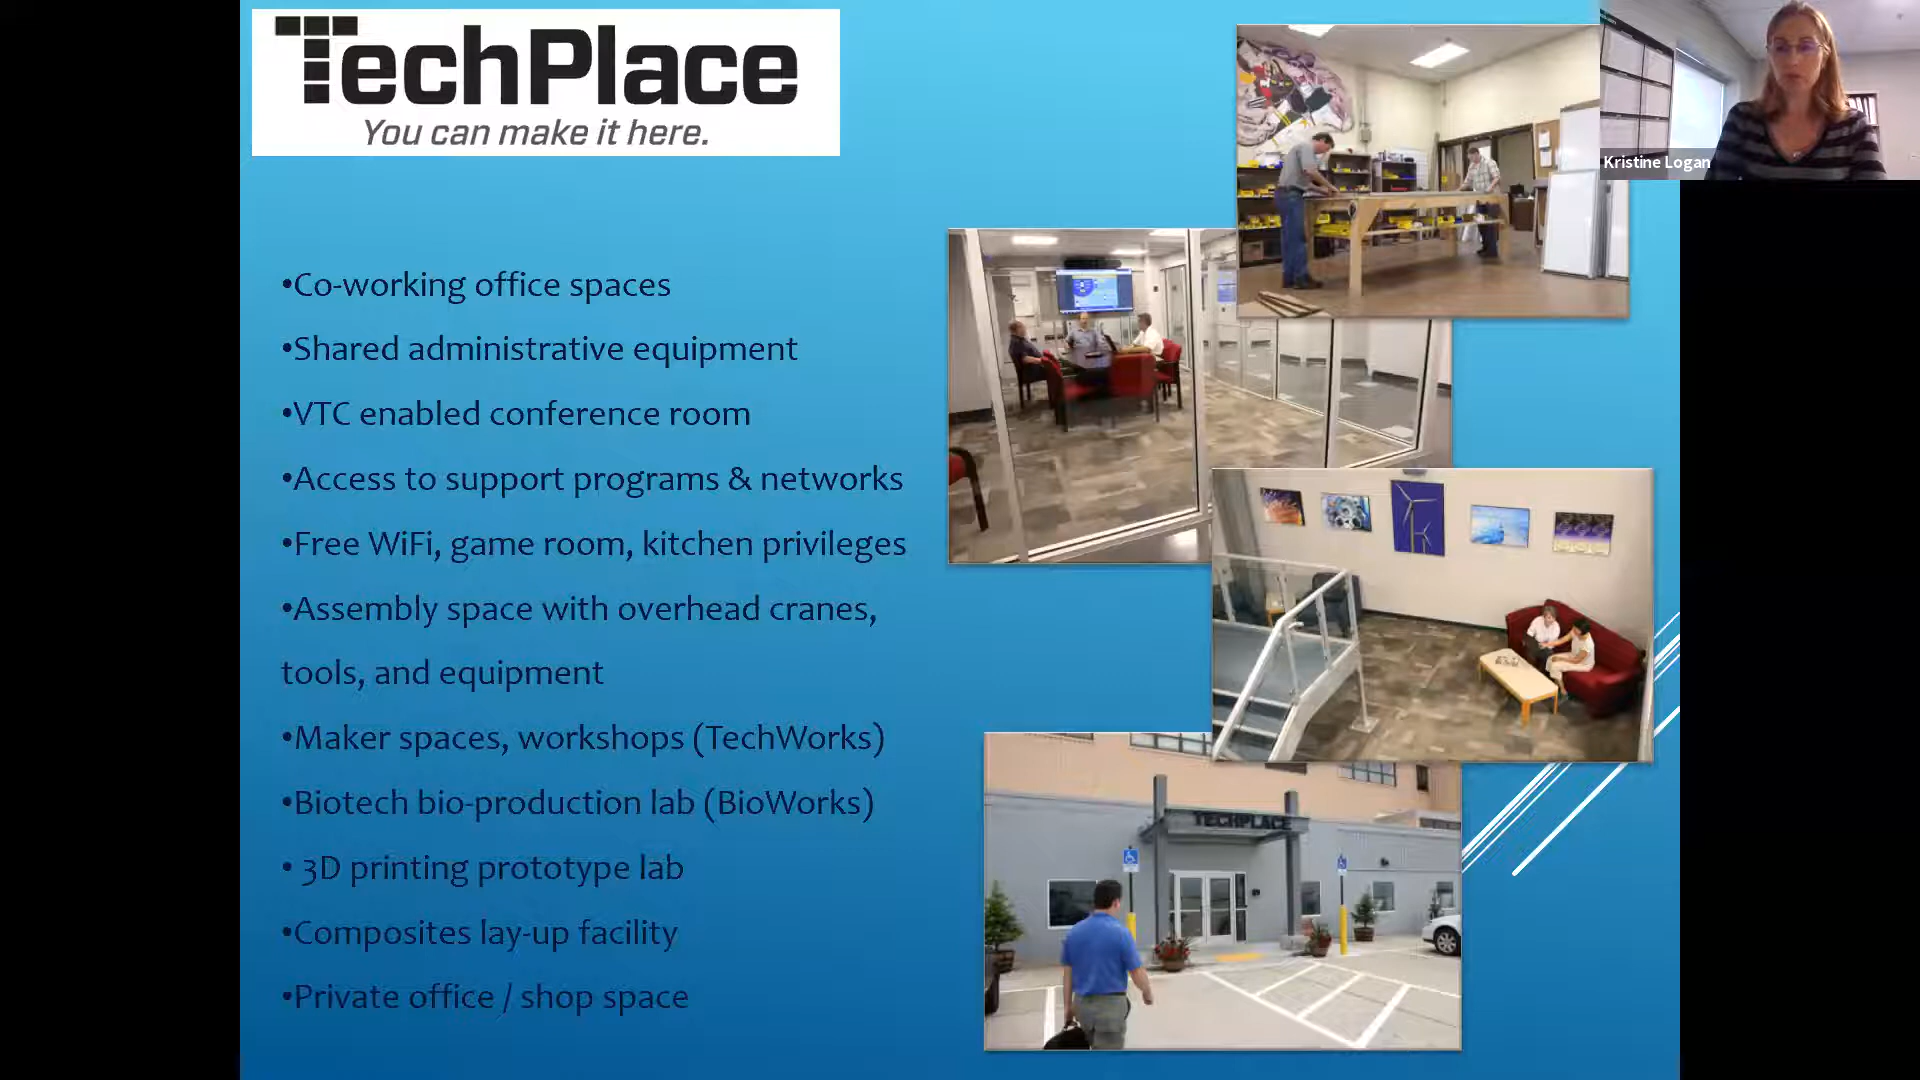 TechPlace
You can make it here.
Kristine Logan
•Co-working office spaces
•Shared administrative equipment
•VTC enabled conference room
•Access to support programs & networks
•Free WiFi, game room, kitchen privileges
•Assembly space with overhead cranes,
tools, and equipment
•Maker spaces, workshops (TechWorks)
•Biotech bio-production lab (BioWorks)
• 3D printing prototype lab
•Composites lay-up facility
•Private office / shop space
TECHPLACE